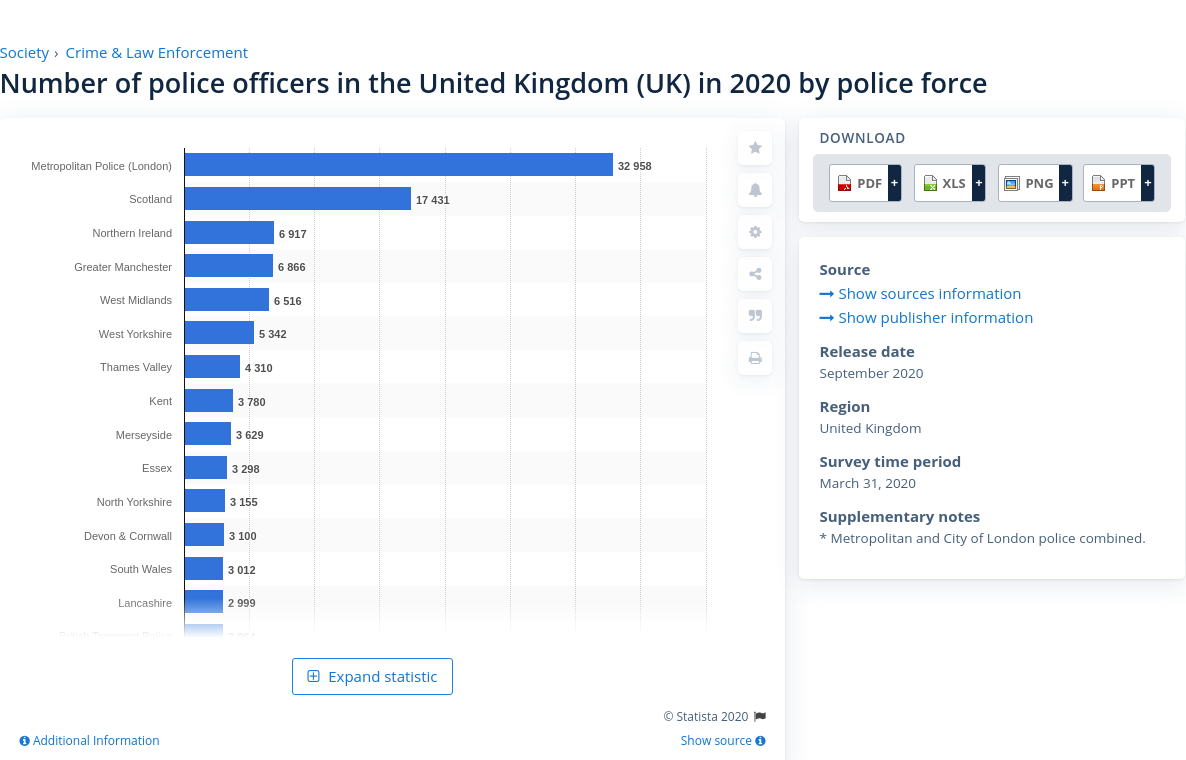 Society › Crime & Law Enforcement
Number of police officers in the United Kingdom (UK) in 2020 by police force
Metropolitan Police (London) 32 958
Scotland 17 431
Northern Ireland 6 917
Greater Manchester 6 866
West Midlands 6 516
West Yorkshire 5 342
Thames Valley 4 310
Kent 3 780
Merseyside 3 629
Essex 3 298
North Yorkshire 3 155
Devon & Cornwall 3 100
South Wales 3 012
Lancashire 2 999
British Transport Police
Expand statistic
© Statista 2020
Additional Information
Show source
DOWNLOAD
PDF + XLS + PNG + PPT +
Source
Show sources information
Show publisher information
Release date
September 2020
Region
United Kingdom
Survey time period
March 31, 2020
Supplementary notes
* Metropolitan and City of London police combined.